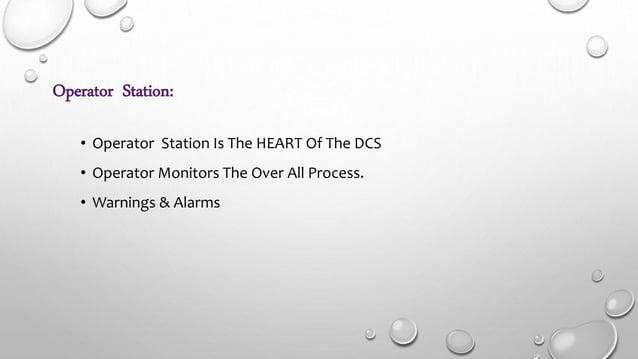 Operator Station:
• Operator Station Is The HEART Of The DCS
• Operator Monitors The Over All Process.
• Warnings & Alarms